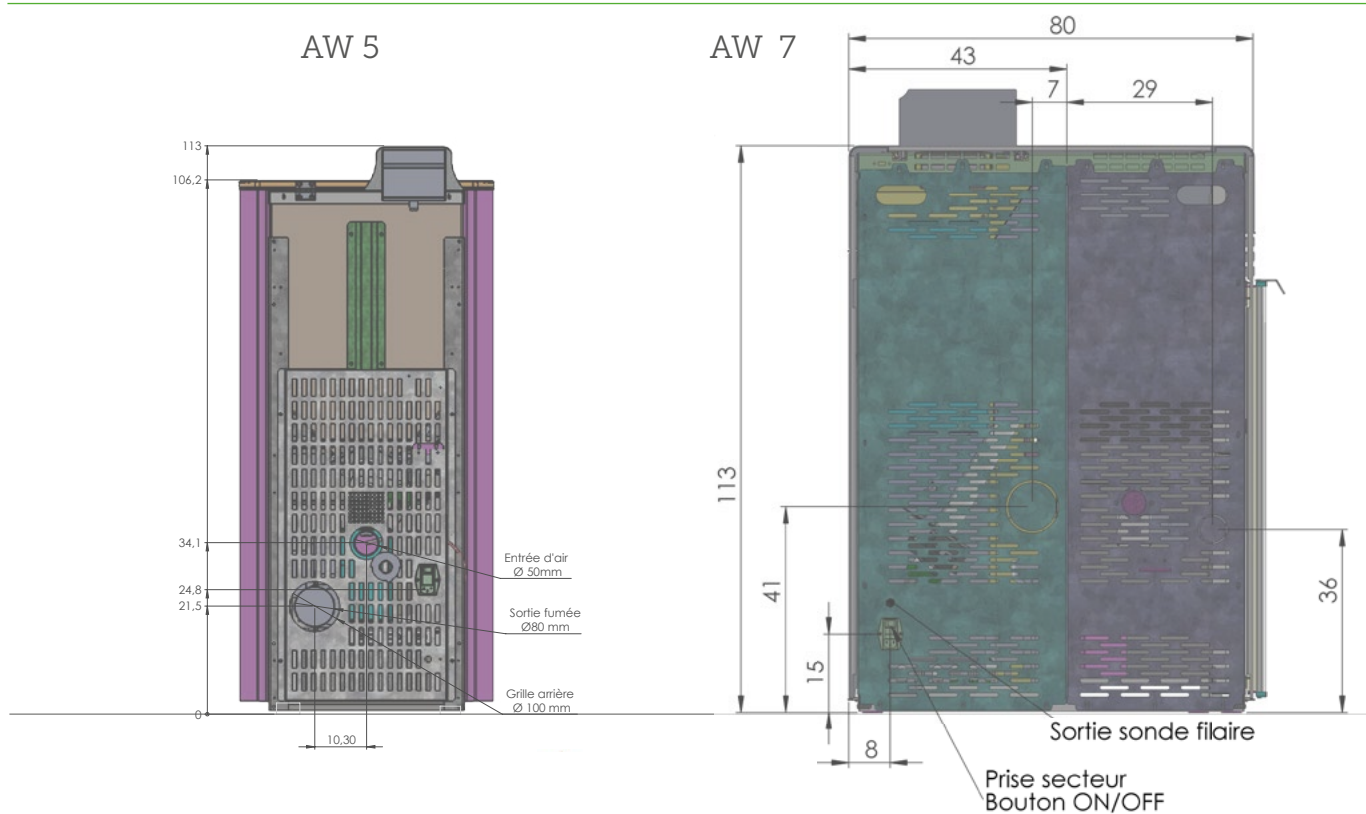 AW 5
113
106,2
34,1
24,8
21,5
0
10,30
Entrée d'air
Ø 50mm
Sortie fumée
Ø80 mm
Grille arrière
Ø 100 mm
AW 7
80
43
7
29
113
41
15
8
36
Sortie sonde filaire
Prise secteur
Bouton ON/OFF